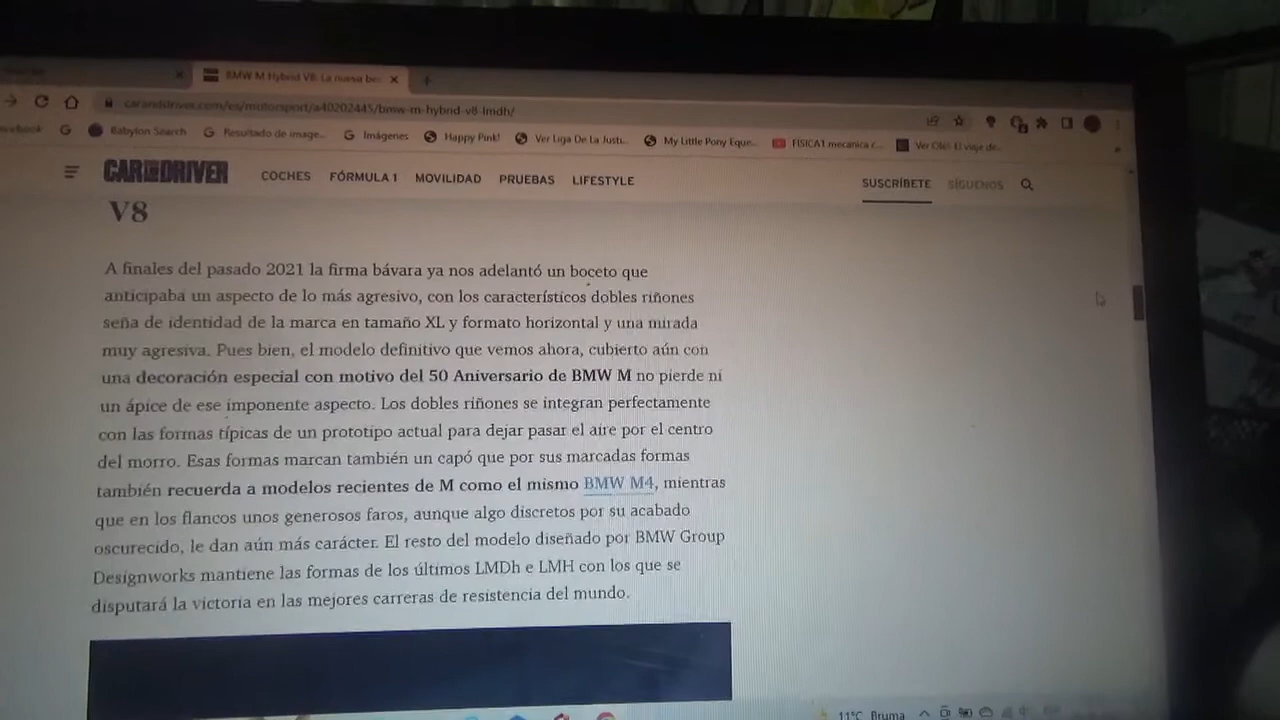 BMW M Hybrid V8: La nueva be
caranddriver.com/es/motorsport/a40202445/bmw-m-hybrid-v8-lmdh/
Babylon Search
Resultado de image...
Imágenes
Happy Pink!
Ver Liga De La Justi...
My Little Pony Eque...
FISICA1 mecanica c...
Ver Olé: El viaje de...
CAR AND DRIVER
COCHES
FÓRMULA 1
MOVILIDAD
PRUEBAS
LIFESTYLE
SUSCRÍBETE
SÍGUENOS
V8
A finales del pasado 2021 la firma bávara ya nos adelantó un boceto que
anticipaba un aspecto de lo más agresivo, con los característicos dobles riñones
seña de identidad de la marca en tamaño XL y formato horizontal y una mirada
muy agresiva. Pues bien, el modelo definitivo que vemos ahora, cubierto aún con
una decoración especial con motivo del 50 Aniversario de BMW M no pierde ni
un ápice de ese imponente aspecto. Los dobles riñones se integran perfectamente
con las formas típicas de un prototipo actual para dejar pasar el aire por el centro
del morro. Esas formas marcan también un capó que por sus marcadas formas
también recuerda a modelos recientes de M como el mismo BMW M4, mientras
que en los flancos unos generosos faros, aunque algo discretos por su acabado
oscurecido, le dan aún más carácter. El resto del modelo diseñado por BMW Group
Designworks mantiene las formas de los últimos LMDh e LMH con los que se
disputará la victoria en las mejores carreras de resistencia del mundo.
11°C Bruma